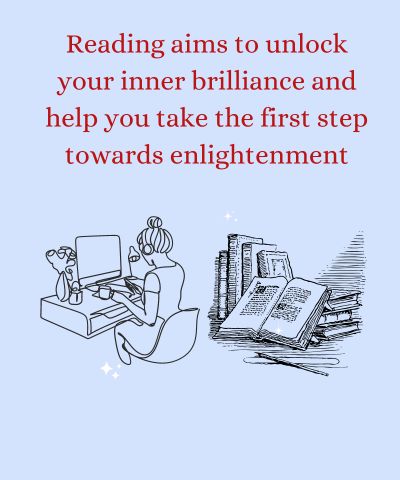 Reading aims to unlock
your inner brilliance and
help you take the first step
towards enlightenment